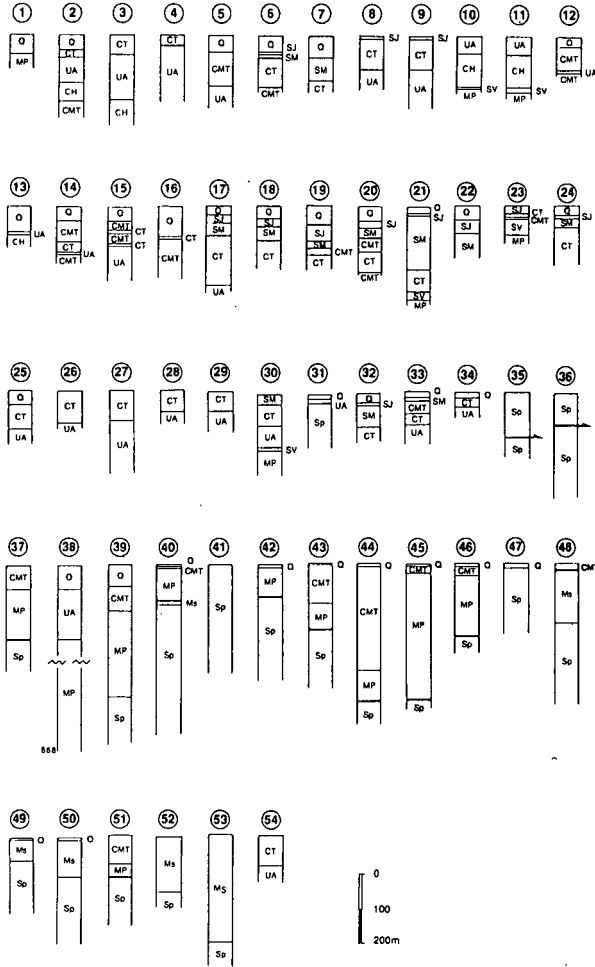 1 2 3 4 5 6 7 8 9 10 11 12
Q Q CT CT Q Q SJ Q SJ SJ UA UA Q
MP CT UA UA CMT SM SM CT CT CH CH CMT
UA CH UA CT CT UA UA SV SV UA
CH CMT MP MP CMT
CMT
13 14 15 16 17 18 19 20 21 22 23 24
Q Q Q Q Q Q Q Q Q Q SJ CT Q
UA CMT CMT CT CT SJ SJ SJ SJ SJ SJ CMT SJ
CH CT UA CMT CT CMT SM SM SM CMT SM SM SM SV SM
CMT UA CT CT CT CMT CT MP CT
UA CT CT
CMT SV
MP
25 26 27 28 29 30 31 32 33 34 35 36
Q CT CT CT CT SM Q Q Q Q Sp Sp
CT UA UA UA UA CT UA SJ SM CT Sp Sp
UA UA Sp SM CMT UA
SV CT CT
MP UA
37 38 39 40 41 42 43 44 45 46 47 48
CMT Q Q Q Sp MP Q CMT Q CMT Q CMT Q CMT Q Sp Q CMT
MP UA CMT CMT Sp MP MP MP MP Ms
Sp MP MP MP Sp Sp Sp Sp Sp
868 Sp Ms
Sp
49 50 51 52 53 54
Ms Q Ms Q CMT Ms Ms CT
Sp Sp MP Sp Sp UA
Sp
0
100
200m